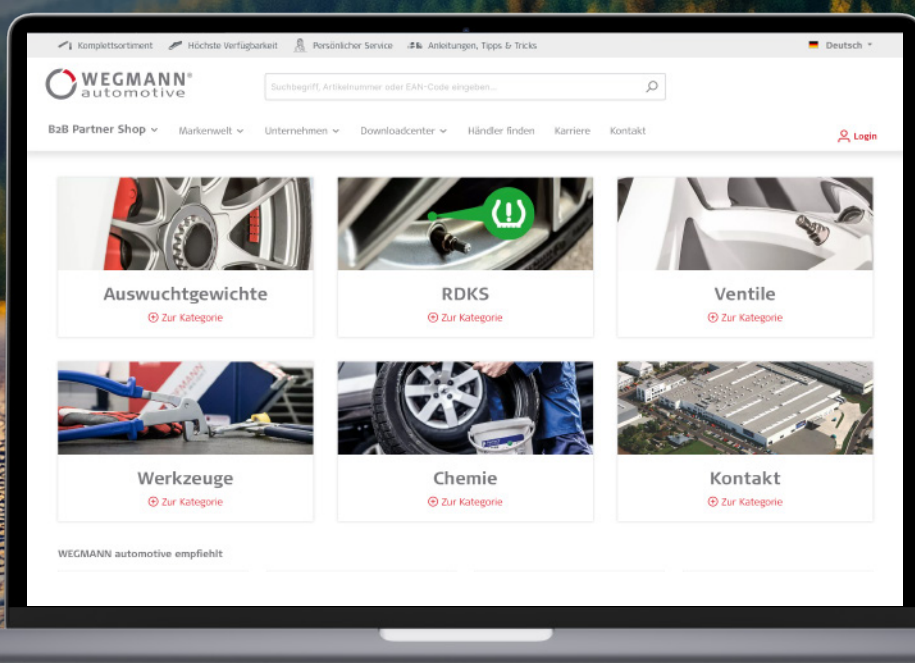 Komplettsortiment Höchste Verfügbarkeit Persönlicher Service Anleitungen, Tipps & Tricks Deutsch
WEGMANN®
automotive
Suchbegriff, Artikelnummer oder EAN-Code eingeben...
B2B Partner Shop Markenwelt Unternehmen Downloadcenter Händler finden Karriere Kontakt
Login
Auswuchtgewichte RDKS Ventile
Zur Kategorie Zur Kategorie Zur Kategorie
Werkzeuge Chemie Kontakt
Zur Kategorie Zur Kategorie Zur Kategorie
WEGMANN automotive empfiehlt